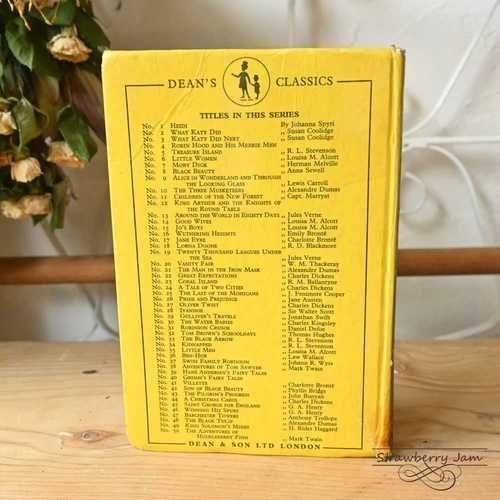 DEAN'S CLASSICS
TITLES IN THIS SERIES
No. 1 HEIDI By Johanna Spyri
No. 2 WHAT KATY DID ,, Susan Coolidge
No. 3 WHAT KATY DID NEXT ,, Susan Coolidge
No. 4 ROBIN HOOD AND HIS MERRIE MEN
No. 5 TREASURE ISLAND ,, R. L. Stevenson
No. 6 LITTLE WOMEN ,, Louisa M. Alcott
No. 7 MOBY DICK ,, Herman Melville
No. 8 BLACK BEAUTY ,, Anna Sewell
No. 9 ALICE IN WONDERLAND AND THROUGH
THE LOOKING GLASS ,, Lewis Carroll
No. 10 THE THREE MUSKETEERS ,, Alexandre Dumas
No. 11 CHILDREN OF THE NEW FOREST ,, Capt. Marryat
No. 12 KING ARTHUR AND THE KNIGHTS OF
THE ROUND TABLE
No. 13 AROUND THE WORLD IN EIGHTY DAYS ,, Jules Verne
No. 14 GOOD WIVES ,, Louisa M. Alcott
No. 15 JO'S BOYS ,, Louisa M. Alcott
No. 16 WUTHERING HEIGHTS ,, Emily Brontë
No. 17 JANE EYRE ,, Charlotte Brontë
No. 18 LORNA DOONE ,, R. D. Blackmore
No. 19 TWENTY THOUSAND LEAGUES UNDER
THE SEA ,, Jules Verne
No. 20 VANITY FAIR ,, W. M. Thackeray
No. 21 THE MAN IN THE IRON MASK ,, Alexandre Dumas
No. 22 GREAT EXPECTATIONS ,, Charles Dickens
No. 23 CORAL ISLAND ,, R. M. Ballantyne
No. 24 A TALE OF TWO CITIES ,, Charles Dickens
No. 25 THE LAST OF THE MOHICANS ,, J. Fenimore Cooper
No. 26 PRIDE AND PREJUDICE ,, Jane Austen
No. 27 OLIVER TWIST ,, Charles Dickens
No. 28 IVANHOE ,, Sir Walter Scott
No. 29 GULLIVER'S TRAVELS ,, Jonathan Swift
No. 30 THE WATER BABIES ,, Charles Kingsley
No. 31 ROBINSON CRUSOE ,, Daniel Defoe
No. 32 TOM BROWN'S SCHOOLDAYS ,, Thomas Hughes
No. 33 THE BLACK ARROW ,, R. L. Stevenson
No. 34 KIDNAPPED ,, R. L. Stevenson
No. 35 LITTLE MEN ,, Louisa M. Alcott
No. 36 BEN-HUR ,, Lew Wallace
No. 37 SWISS FAMILY ROBINSON ,, Johann R. Wyss
No. 38 ADVENTURES OF TOM SAWYER ,, Mark Twain
No. 39 HANS ANDERSEN'S FAIRY TALES
No. 40 GRIMM'S FAIRY TALES
No. 41 VILLETTE ,, Charlotte Brontë
No. 42 SON OF BLACK BEAUTY ,, Phyllis Briggs
No. 43 THE PILGRIM'S PROGRESS ,, John Bunyan
No. 44 A CHRISTMAS CAROL ,, Charles Dickens
No. 45 SAINT GEORGE FOR ENGLAND ,, G. A. Henty
No. 46 WINNING HIS SPURS ,, G. A. Henty
No. 47 BARCHESTER TOWERS ,, Anthony Trollope
No. 48 THE BLACK TULIP ,, Alexandre Dumas
No. 49 KING SOLOMON'S MINES ,, H. Rider Haggard
No. 50 THE ADVENTURES OF
HUCKLEBERRY FINN ,, Mark Twain
DEAN & SON LTD LONDON
Strawberry Jam